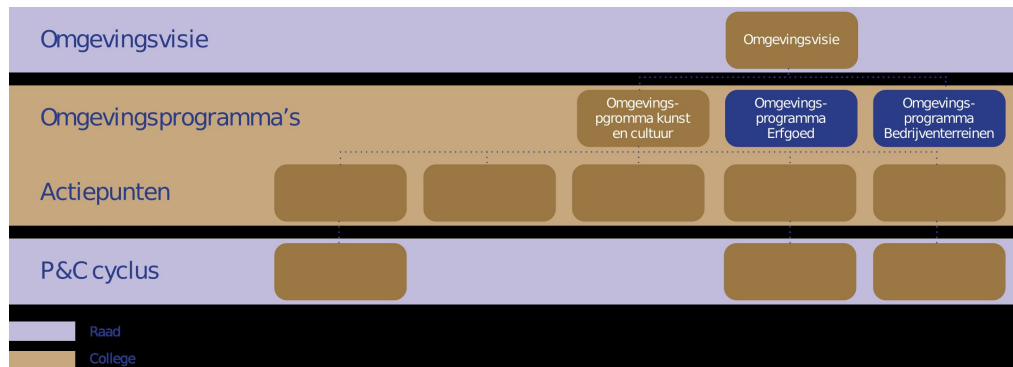 Omgevingsvisie
Omgevingsvisie
Omgevingsprogramma's
Omgevings-
pgromma kunst
en cultuur
Omgevings-
programma
Erfgoed
Omgevings-
programma
Bedrijventerreinen
Actiepunten
P&C cyclus
Raad
College